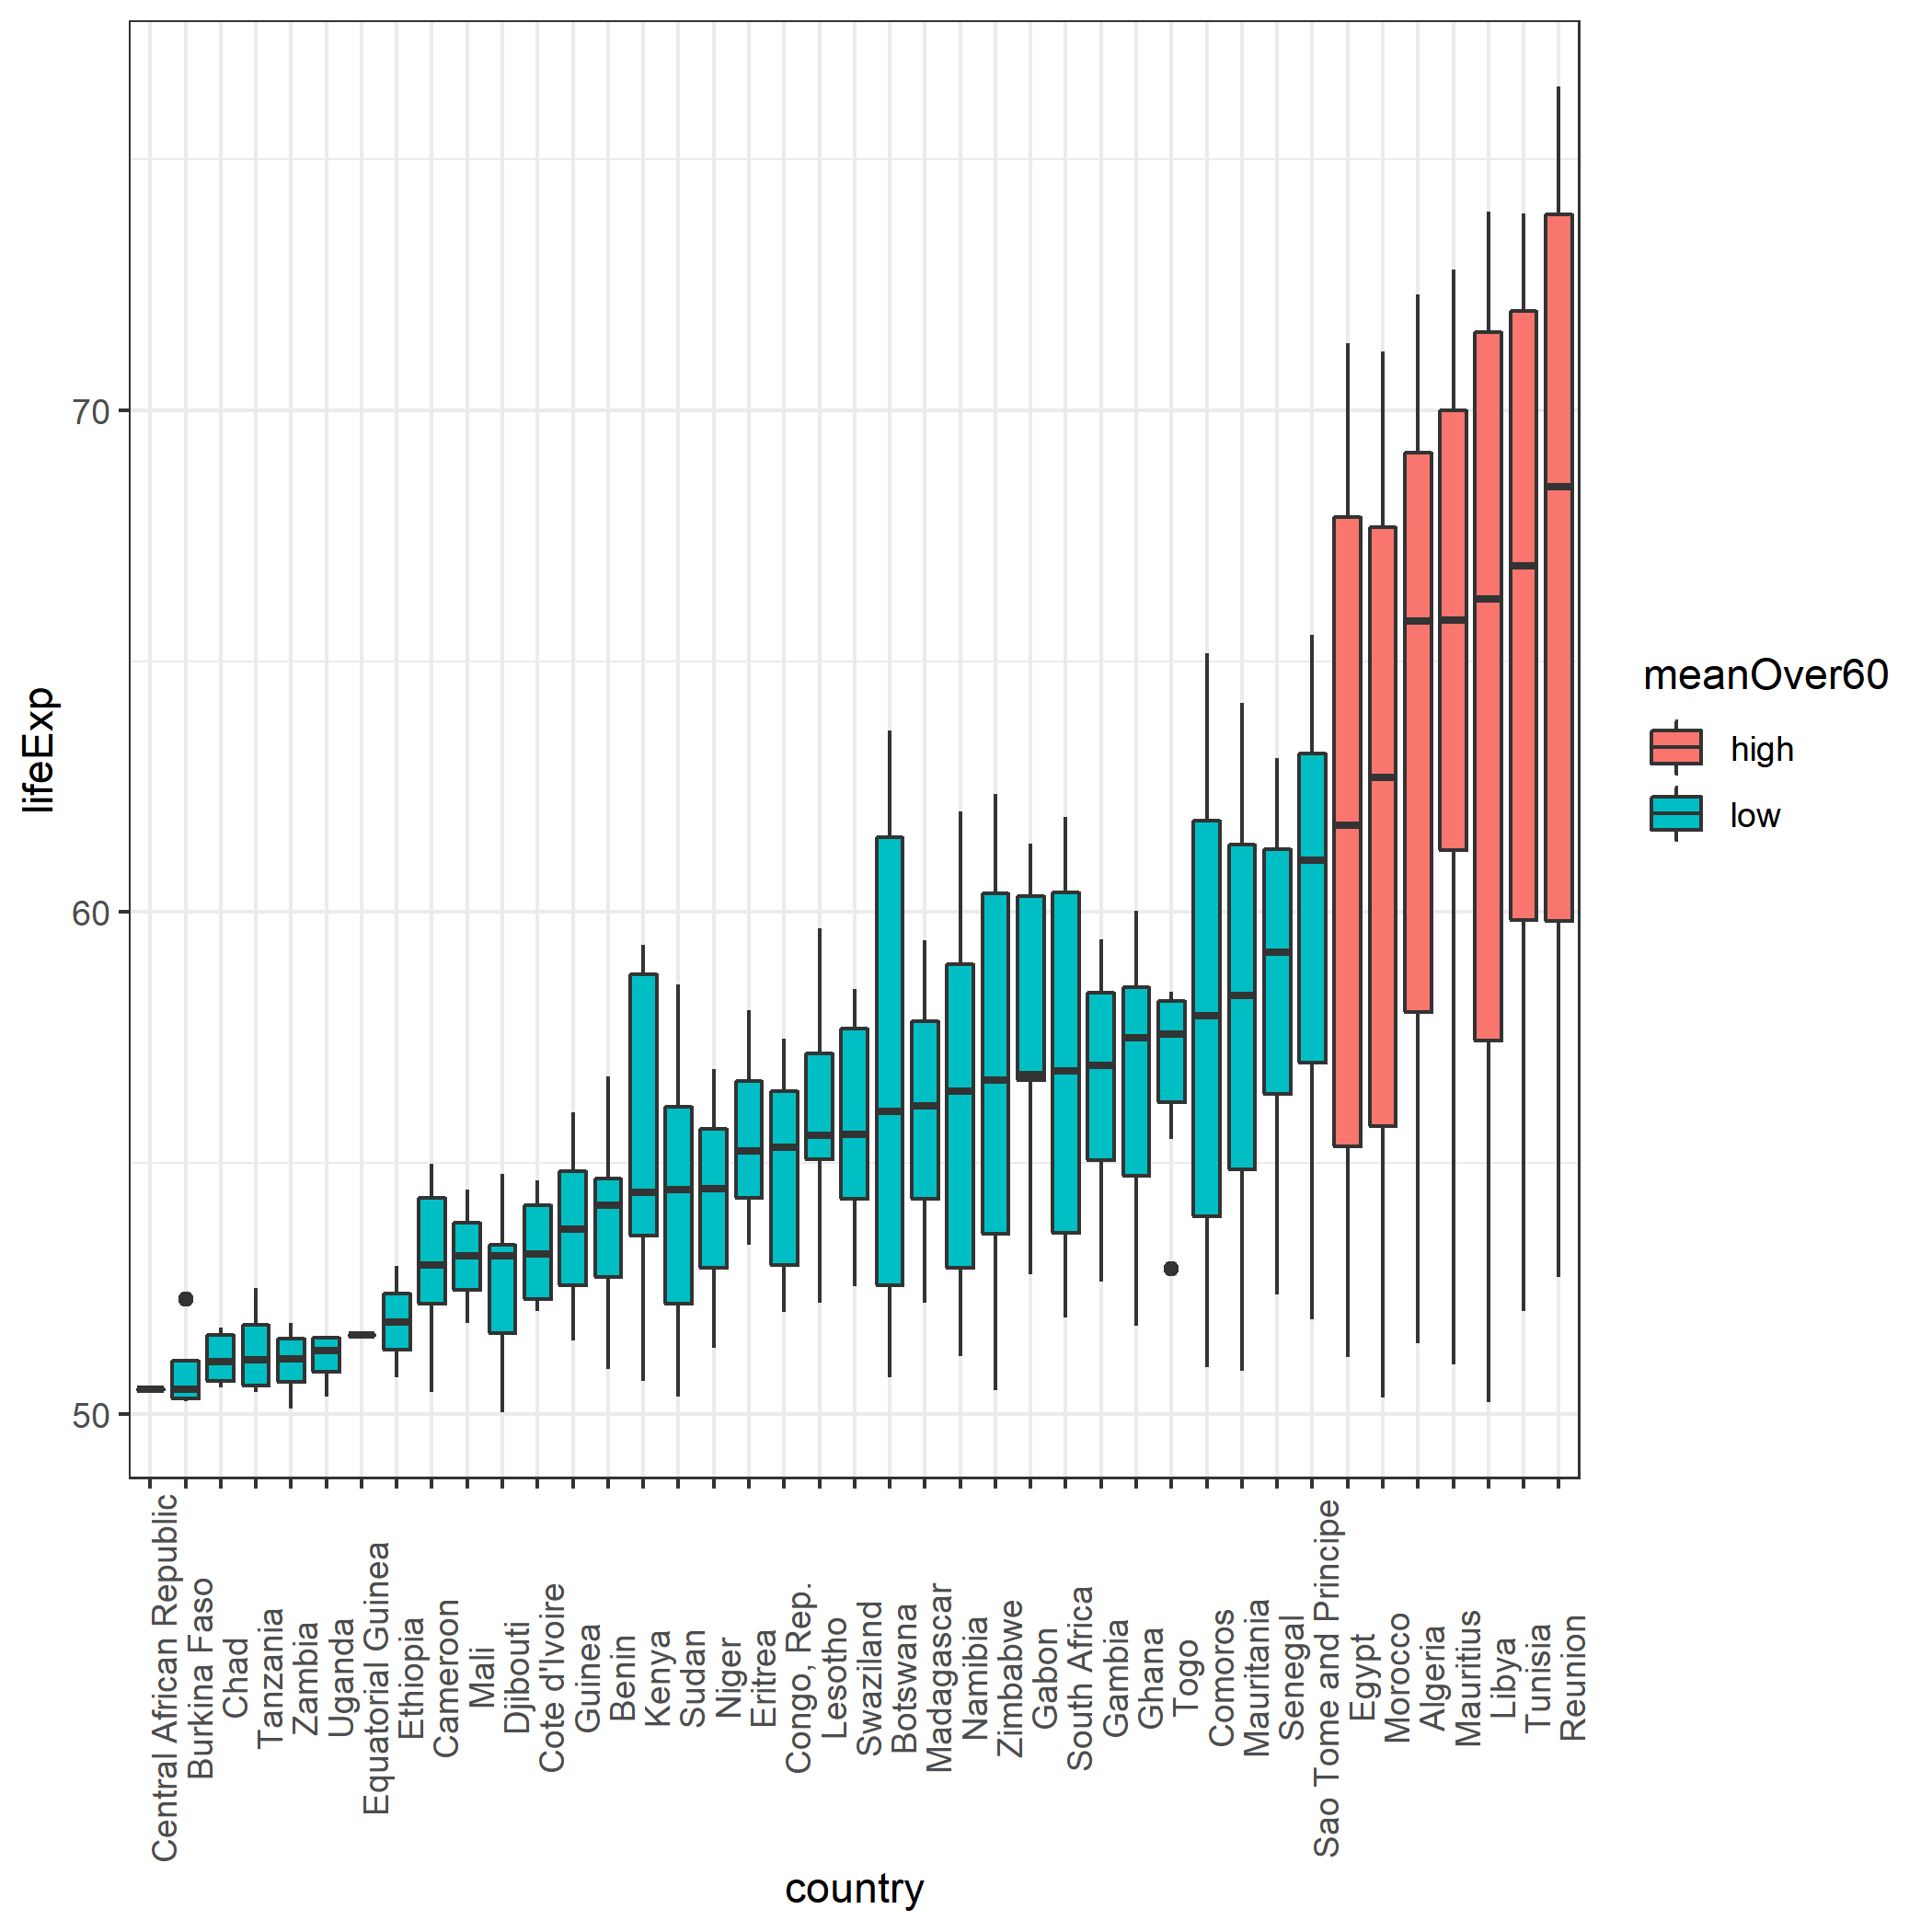 lifeExp
70
60
50
Central African Republic
Burkina Faso
Chad
Tanzania
Zambia
Uganda
Equatorial Guinea
Ethiopia
Cameroon
Mali
Djibouti
Cote d'Ivoire
Guinea
Benin
Kenya
Sudan
Niger
Eritrea
Congo, Rep.
Lesotho
Swaziland
Botswana
Madagascar
Namibia
Zimbabwe
Gabon
South Africa
Gambia
Ghana
Togo
Comoros
Mauritania
Senegal
Sao Tome and Principe
Egypt
Morocco
Algeria
Mauritius
Libya
Tunisia
Reunion
country
meanOver60
high
low